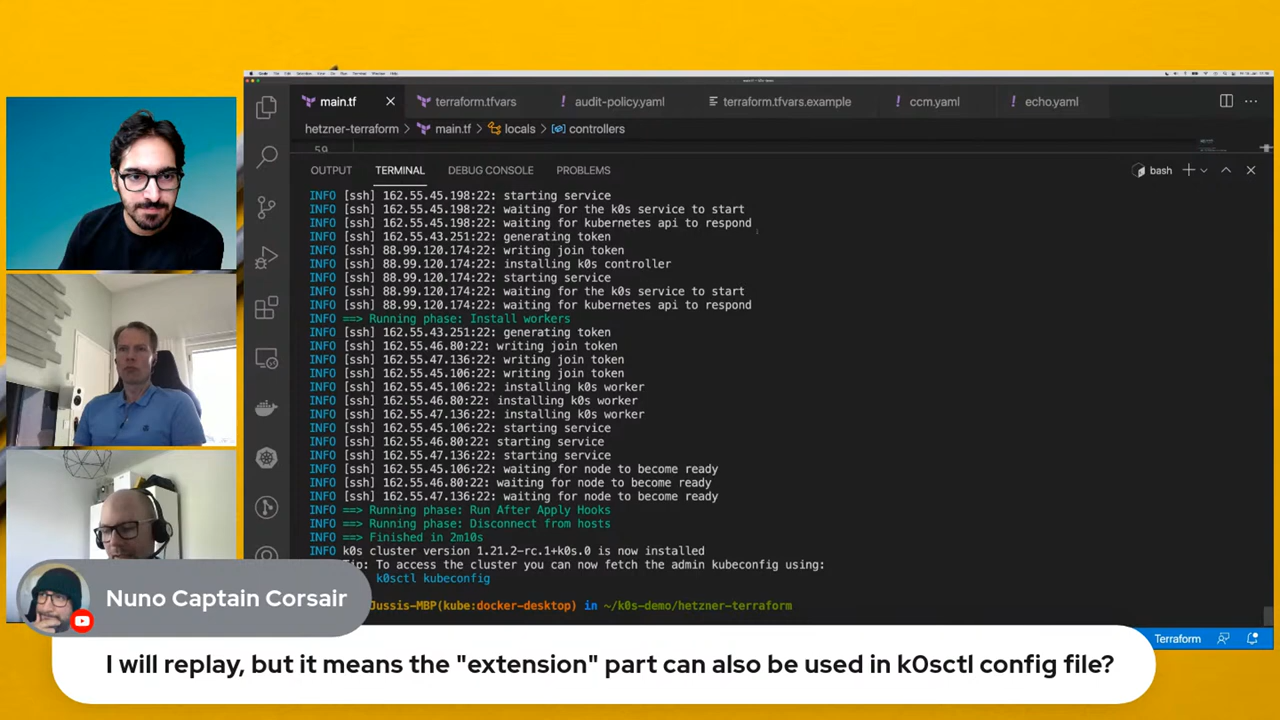 main.tf
terraform.tfvars
audit-policy.yaml
terraform.tfvars.example
ccm.yaml
echo.yaml
hetzner-terraform > main.tf > locals > controllers
59
OUTPUT TERMINAL DEBUG CONSOLE PROBLEMS
bash
INFO [ssh] 162.55.45.198:22: starting service
INFO [ssh] 162.55.45.198:22: waiting for the k0s service to start
INFO [ssh] 162.55.45.198:22: waiting for kubernetes api to respond
INFO [ssh] 162.55.43.251:22: generating token
INFO [ssh] 88.99.120.174:22: writing join token
INFO [ssh] 88.99.120.174:22: installing k0s controller
INFO [ssh] 88.99.120.174:22: starting service
INFO [ssh] 88.99.120.174:22: waiting for the k0s service to start
INFO [ssh] 88.99.120.174:22: waiting for kubernetes api to respond
INFO ==> Running phase: Install workers
INFO [ssh] 162.55.43.251:22: generating token
INFO [ssh] 162.55.46.80:22: writing join token
INFO [ssh] 162.55.47.136:22: writing join token
INFO [ssh] 162.55.45.106:22: writing join token
INFO [ssh] 162.55.45.106:22: installing k0s worker
INFO [ssh] 162.55.46.80:22: installing k0s worker
INFO [ssh] 162.55.47.136:22: installing k0s worker
INFO [ssh] 162.55.45.106:22: starting service
INFO [ssh] 162.55.46.80:22: starting service
INFO [ssh] 162.55.47.136:22: starting service
INFO [ssh] 162.55.45.106:22: waiting for node to become ready
INFO [ssh] 162.55.46.80:22: waiting for node to become ready
INFO [ssh] 162.55.47.136:22: waiting for node to become ready
INFO ==> Running phase: Run After Apply Hooks
INFO ==> Running phase: Disconnect from hosts
INFO ==> Finished in 2m10s
INFO k0s cluster version 1.21.2-rc.1+k0s.0 is now installed
Tip: To access the cluster you can now fetch the admin kubeconfig using:
k0sctl kubeconfig
Jussis-MBP(kube:docker-desktop) in ~/k0s-demo/hetzner-terraform
Terraform
Nuno Captain Corsair
I will replay, but it means the "extension" part can also be used in k0sctl config file?